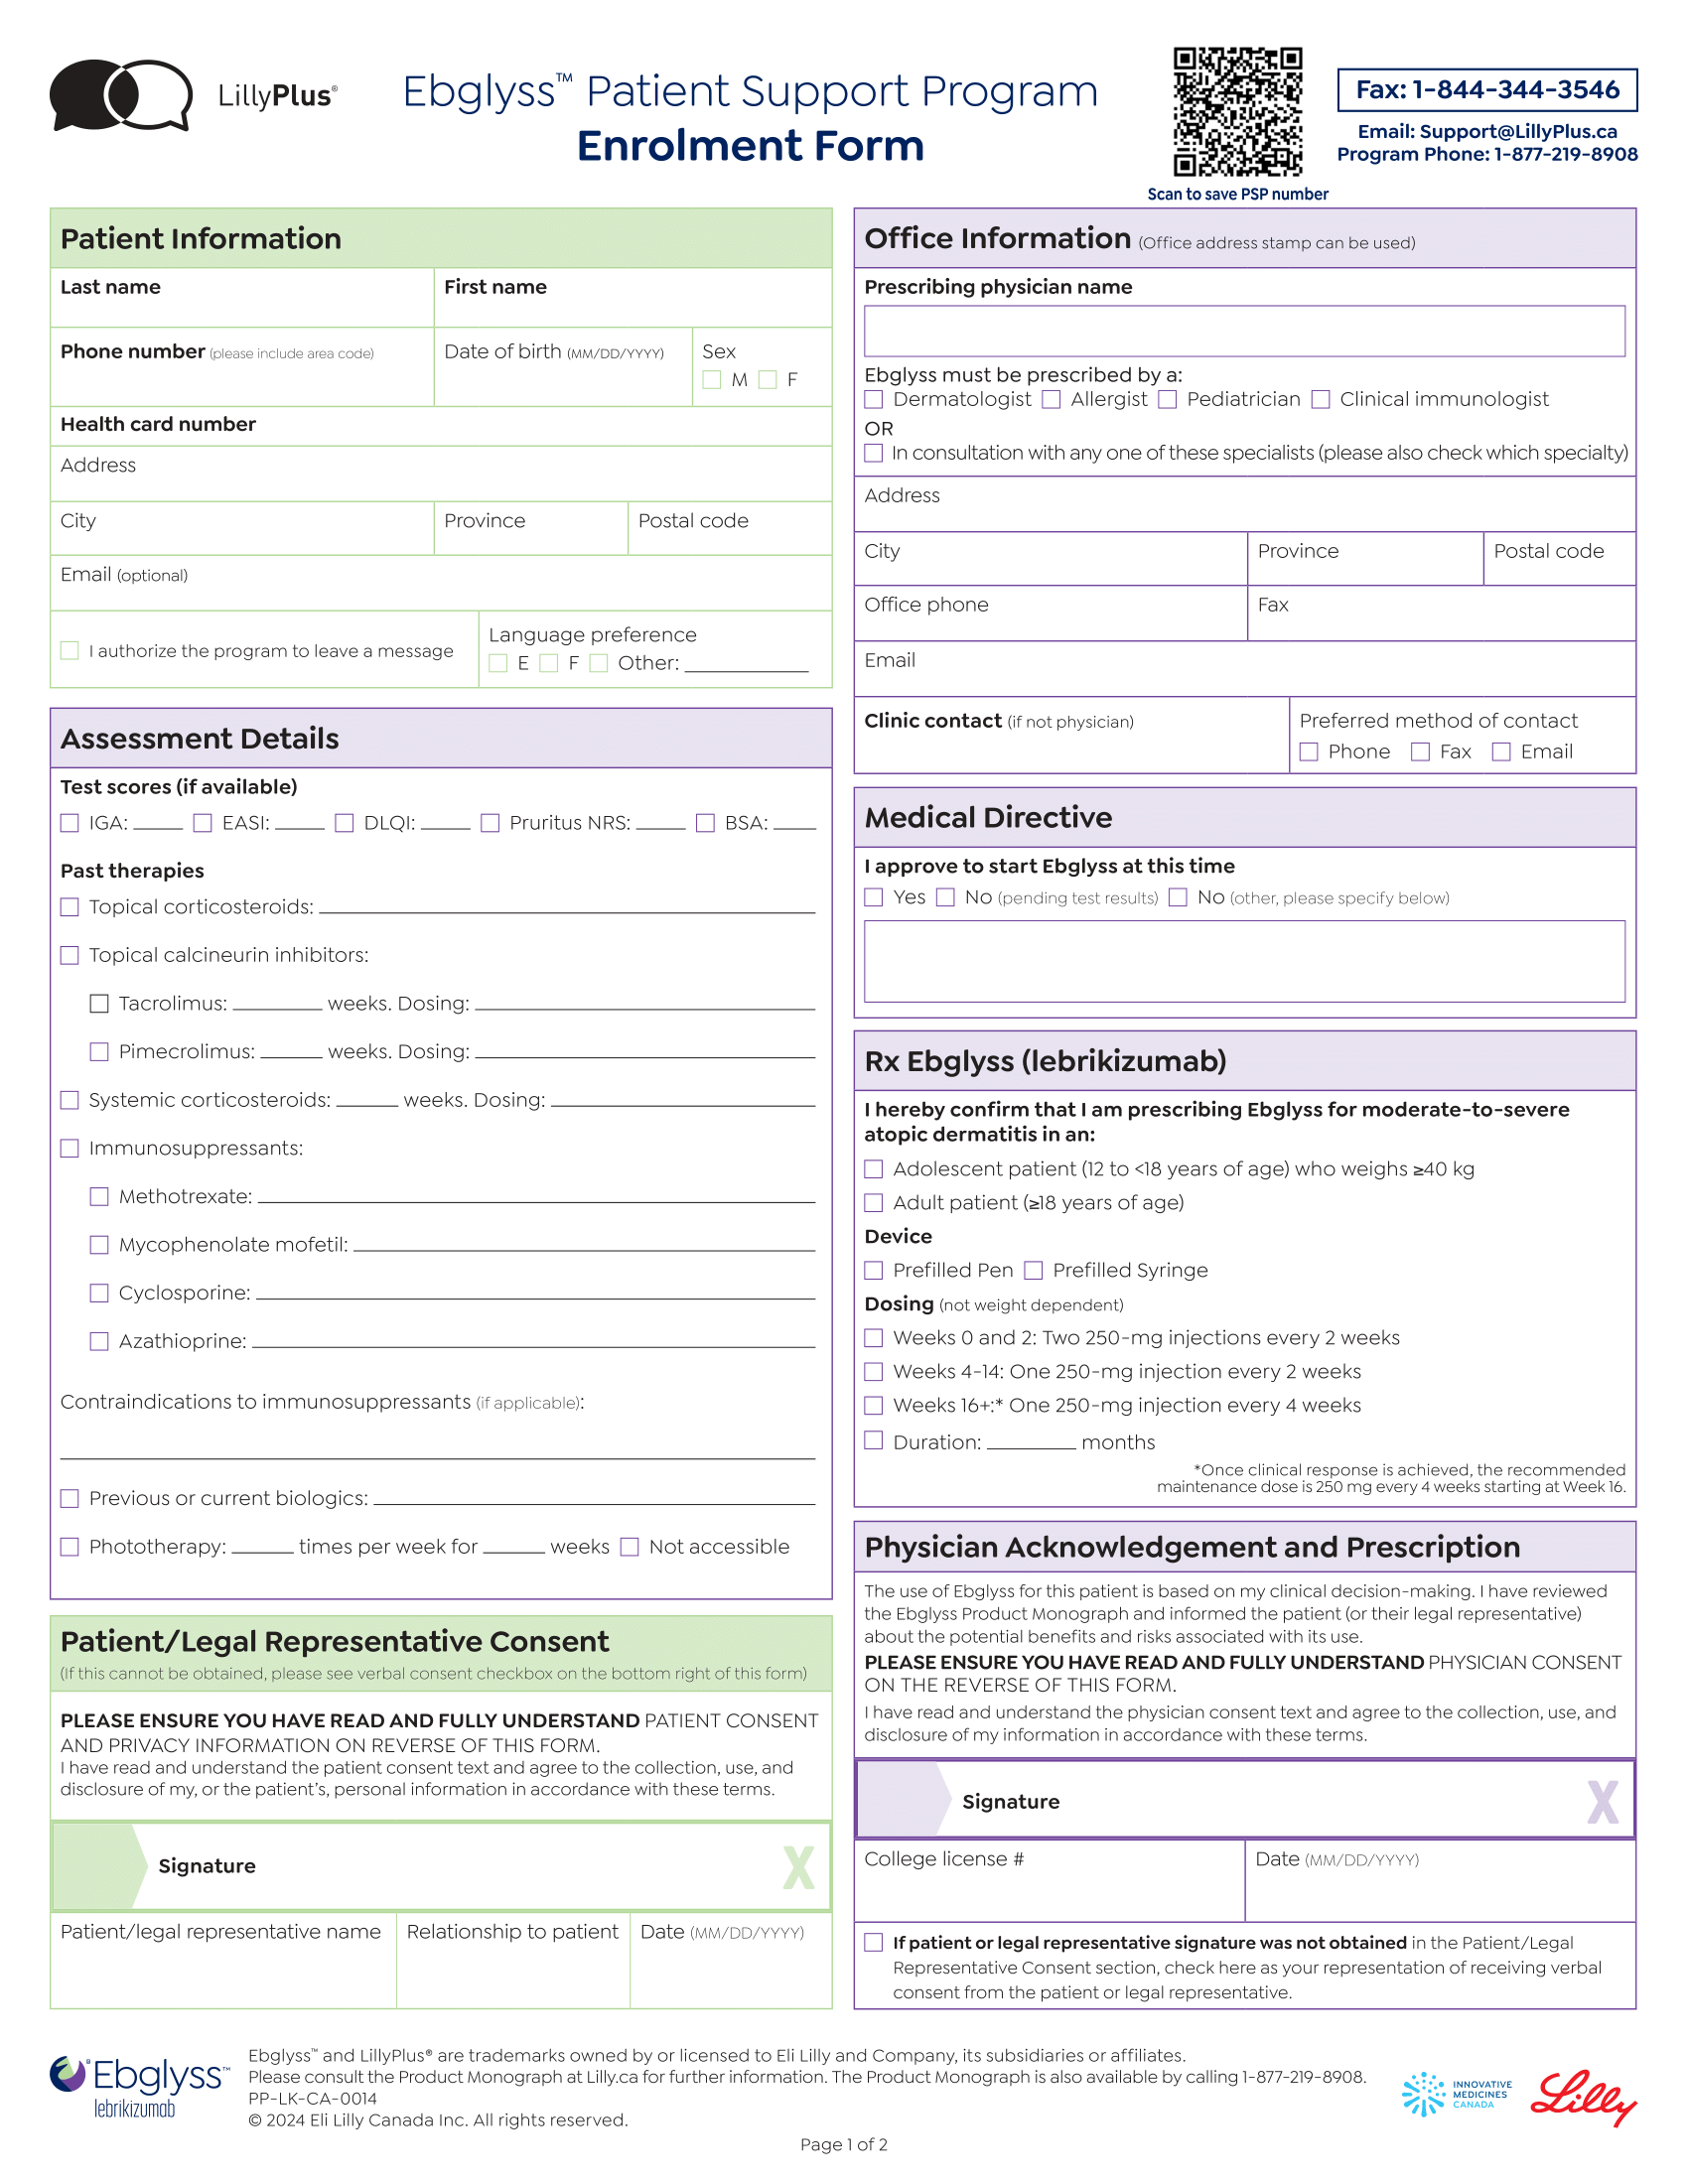 LillyPlus®
Ebglyss™ Patient Support Program
Enrolment Form
Scan to save PSP number
Fax: 1-844-344-3546
Email: Support@LillyPlus.ca
Program Phone: 1-877-219-8908
Patient Information
Last name
First name
Phone number (please include area code)
Date of birth (MM/DD/YYYY)
Sex
M F
Health card number
Address
City
Province
Postal code
Email (optional)
I authorize the program to leave a message
Language preference
E F Other: ____
Assessment Details
Test scores (if available)
IGA: ____ EASI: ____ DLQI: ____ Pruritus NRS: ____ BSA: ____
Past therapies
Topical corticosteroids: ____
Topical calcineurin inhibitors:
Tacrolimus: ____ weeks. Dosing: ____
Pimecrolimus: ____ weeks. Dosing: ____
Systemic corticosteroids: ____ weeks. Dosing: ____
Immunosuppressants:
Methotrexate: ____
Mycophenolate mofetil: ____
Cyclosporine: ____
Azathioprine: ____
Contraindications to immunosuppressants (if applicable):
Previous or current biologics: ____
Phototherapy: ____ times per week for ____ weeks Not accessible
Patient/Legal Representative Consent
(If this cannot be obtained, please see verbal consent checkbox on the bottom right of this form)
PLEASE ENSURE YOU HAVE READ AND FULLY UNDERSTAND PATIENT CONSENT
AND PRIVACY INFORMATION ON REVERSE OF THIS FORM.
I have read and understand the patient consent text and agree to the collection, use, and
disclosure of my, or the patient's, personal information in accordance with these terms.
Signature
X
Patient/legal representative name
Relationship to patient
Date (MM/DD/YYYY)
Office Information (Office address stamp can be used)
Prescribing physician name
Ebglyss must be prescribed by a:
Dermatologist Allergist Pediatrician Clinical immunologist
OR
In consultation with any one of these specialists (please also check which specialty)
Address
City
Province
Postal code
Office phone
Fax
Email
Clinic contact (if not physician)
Preferred method of contact
Phone Fax Email
Medical Directive
I approve to start Ebglyss at this time
Yes No (pending test results) No (other, please specify below)
Rx Ebglyss (lebrikizumab)
I hereby confirm that I am prescribing Ebglyss for moderate-to-severe
atopic dermatitis in an:
Adolescent patient (12 to <18 years of age) who weighs ≥40 kg
Adult patient (≥18 years of age)
Device
Prefilled Pen Prefilled Syringe
Dosing (not weight dependent)
Weeks 0 and 2: Two 250-mg injections every 2 weeks
Weeks 4-14: One 250-mg injection every 2 weeks
Weeks 16+:* One 250-mg injection every 4 weeks
Duration: ____ months
*Once clinical response is achieved, the recommended
maintenance dose is 250 mg every 4 weeks starting at Week 16.
Physician Acknowledgement and Prescription
The use of Ebglyss for this patient is based on my clinical decision-making. I have reviewed
the Ebglyss Product Monograph and informed the patient (or their legal representative)
about the potential benefits and risks associated with its use.
PLEASE ENSURE YOU HAVE READ AND FULLY UNDERSTAND PHYSICIAN CONSENT
ON THE REVERSE OF THIS FORM.
I have read and understand the physician consent text and agree to the collection, use, and
disclosure of my information in accordance with these terms.
Signature
X
College license #
Date (MM/DD/YYYY)
If patient or legal representative signature was not obtained in the Patient/Legal
Representative Consent section, check here as your representation of receiving verbal
consent from the patient or legal representative.
Ebglyss™
lebrikizumab
Ebglyss™ and LillyPlus® are trademarks owned by or licensed to Eli Lilly and Company, its subsidiaries or affiliates.
Please consult the Product Monograph at Lilly.ca for further information. The Product Monograph is also available by calling 1-877-219-8908.
PP-LK-CA-0014
© 2024 Eli Lilly Canada Inc. All rights reserved.
INNOVATIVE
MEDICINES
CANADA
Lilly
Page 1 of 2